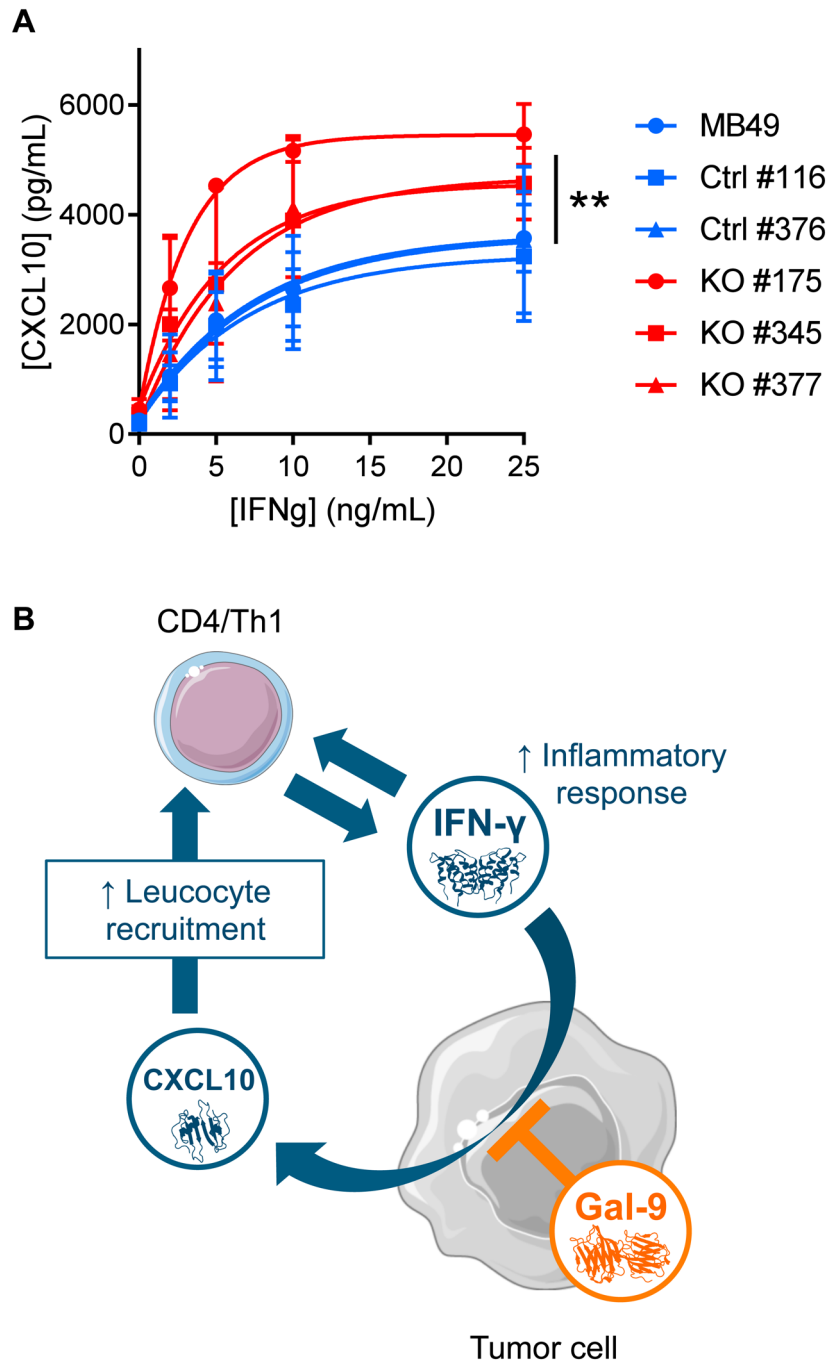 A
[CXCL10] (pg/mL)
6000
4000
2000
0
0 5 10 15 20 25
[IFNg] (ng/mL)
**
MB49
Ctrl #116
Ctrl #376
KO #175
KO #345
KO #377
B
CD4/Th1
↑ Inflammatory
response
IFN-γ
↑ Leucocyte
recruitment
CXCL10
Gal-9
Tumor cell